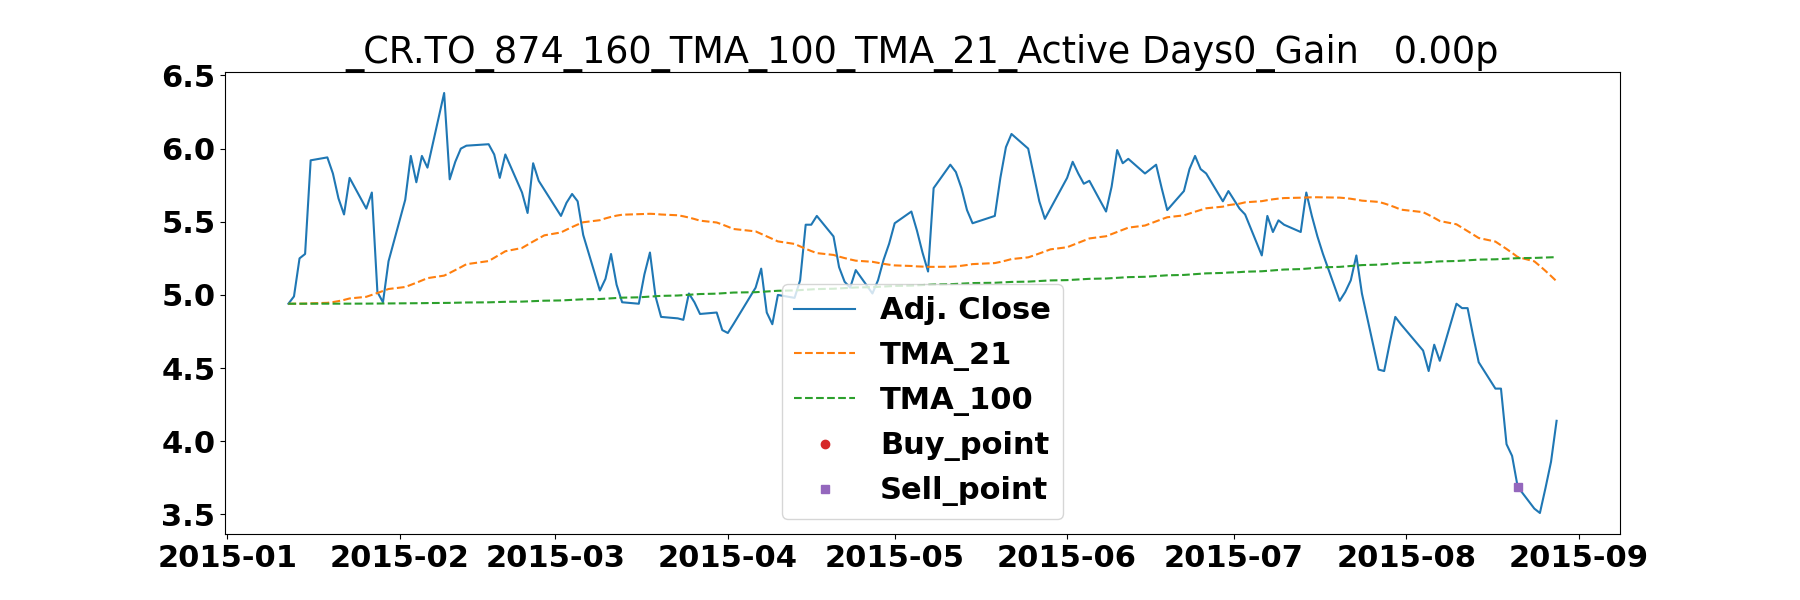 _CR.TO_874_160_TMA_100_TMA_21_Active Days0_Gain   0.00p
6.5
6.0
5.5
5.0
4.5
4.0
3.5
Adj. Close
TMA_21
TMA_100
Buy_point
Sell_point
2015-01 2015-02 2015-03 2015-04 2015-05 2015-06 2015-07 2015-08 2015-09